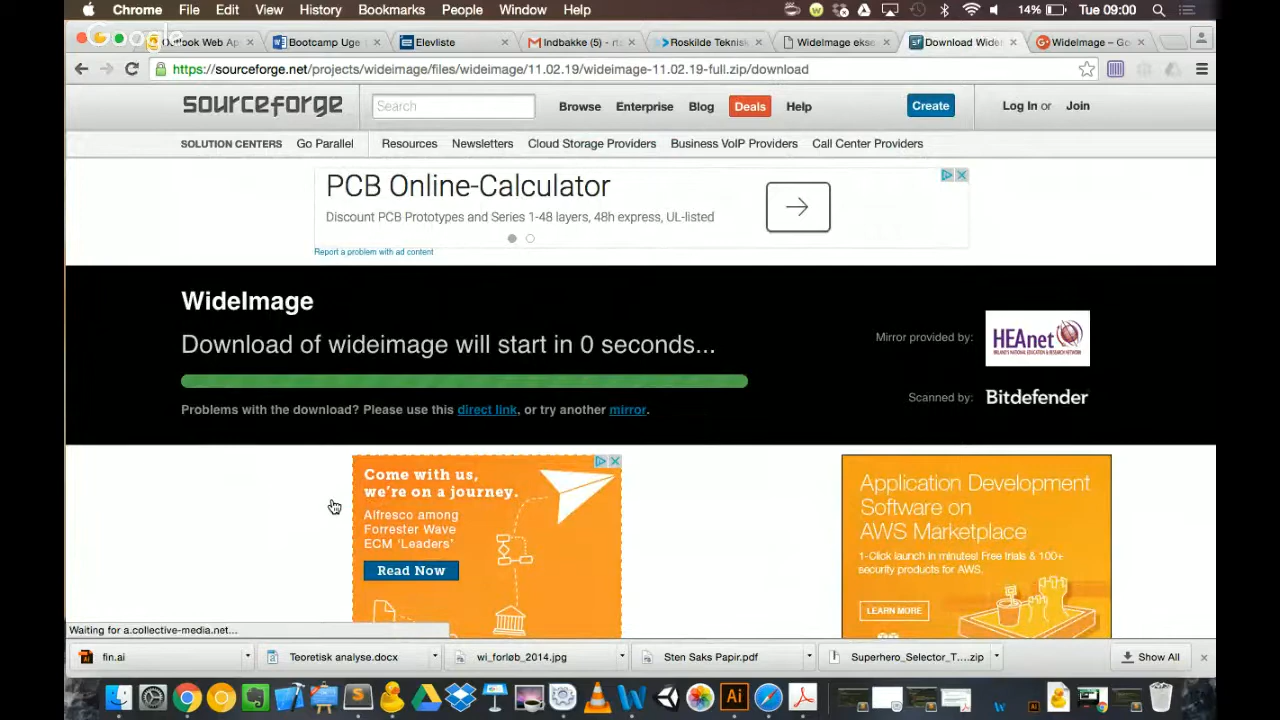 Chrome File Edit View History Bookmarks People Window Help 14% Tue 09:00
Google
Outlook Web Ap
Bootcamp Uge
Elevliste
Indbakke (5) - rts
Roskilde Teknisk
WideImage ekse
Download Wide
WideImage – Go
https://sourceforge.net/projects/wideimage/files/wideimage/11.02.19/wideimage-11.02.19-full.zip/download
sourceforge
Search
Browse Enterprise Blog Deals Help
Create
Log In or Join
SOLUTION CENTERS Go Parallel Resources Newsletters Cloud Storage Providers Business VoIP Providers Call Center Providers
PCB Online-Calculator
Discount PCB Prototypes and Series 1-48 layers, 48h express, UL-listed
Report a problem with ad content
WideImage
Download of wideimage will start in 0 seconds...
Problems with the download? Please use this direct link, or try another mirror.
Mirror provided by:
HEAnet
Scanned by: Bitdefender
Come with us,
we're on a journey.
Alfresco among
Forrester Wave
ECM 'Leaders'
Read Now
Application Development
Software on
AWS Marketplace
1-Click launch in minutes! Free trials & 100+
security products for AWS.
LEARN MORE
Waiting for a.collective-media.net...
fin.ai
Teoretisk analyse.docx
wi_forløb_2014.jpg
Sten Saks Papir.pdf
Superhero_Selector_T....zip
Show All
Ai